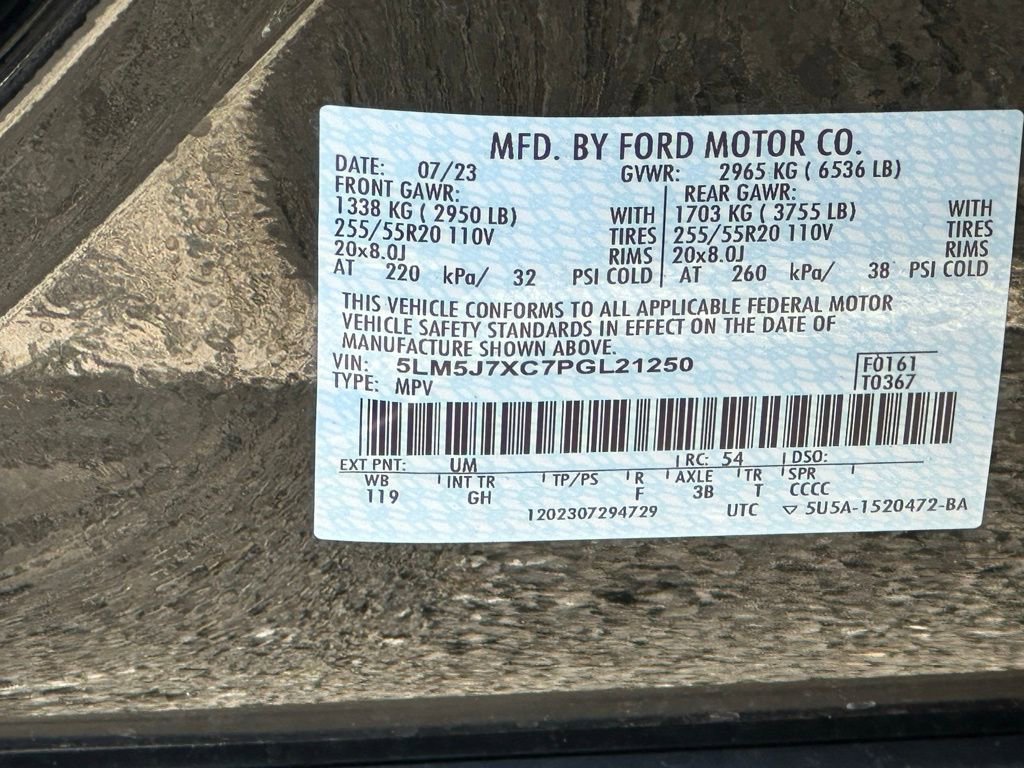 MFD. BY FORD MOTOR CO.
DATE: 07/23 GVWR: 2965 KG ( 6536 LB)
FRONT GAWR: REAR GAWR:
1338 KG ( 2950 LB) WITH 1703 KG ( 3755 LB) WITH
255/55R20 110V TIRES 255/55R20 110V TIRES
20x8.0J RIMS 20x8.0J RIMS
AT 220 kPa/ 32 PSI COLD AT 260 kPa/ 38 PSI COLD
THIS VEHICLE CONFORMS TO ALL APPLICABLE FEDERAL MOTOR
VEHICLE SAFETY STANDARDS IN EFFECT ON THE DATE OF
MANUFACTURE SHOWN ABOVE.
VIN: 5LM5J7XC7PGL21250 F0161
TYPE: MPV T0367
EXT PNT: UM RC: 54 DSO:
WB INT TR TP/PS R AXLE TR SPR
119 GH F 3B T CCCC
1202307294729 UTC ▽ 5U5A-1520472-BA